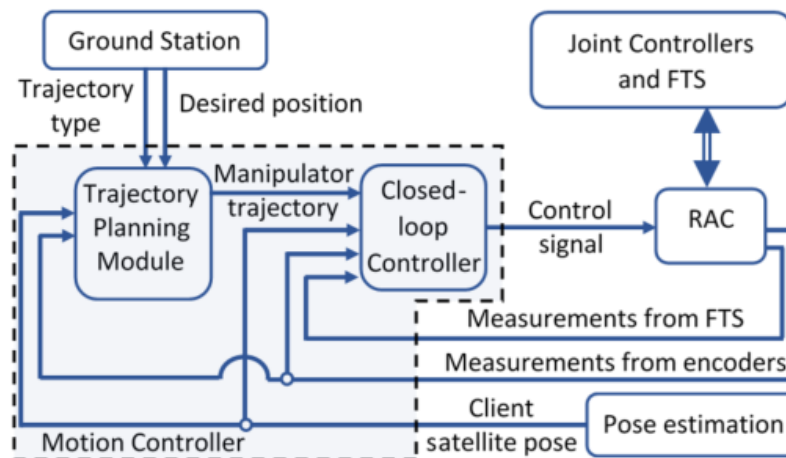 Ground Station
Joint Controllers
and FTS
Trajectory
type
Desired position
Trajectory
Planning
Module
Manipulator
trajectory
Closed-
loop
Controller
Control
signal
RAC
Measurements from FTS
Measurements from encoders
Client
satellite pose
Pose estimation
Motion Controller